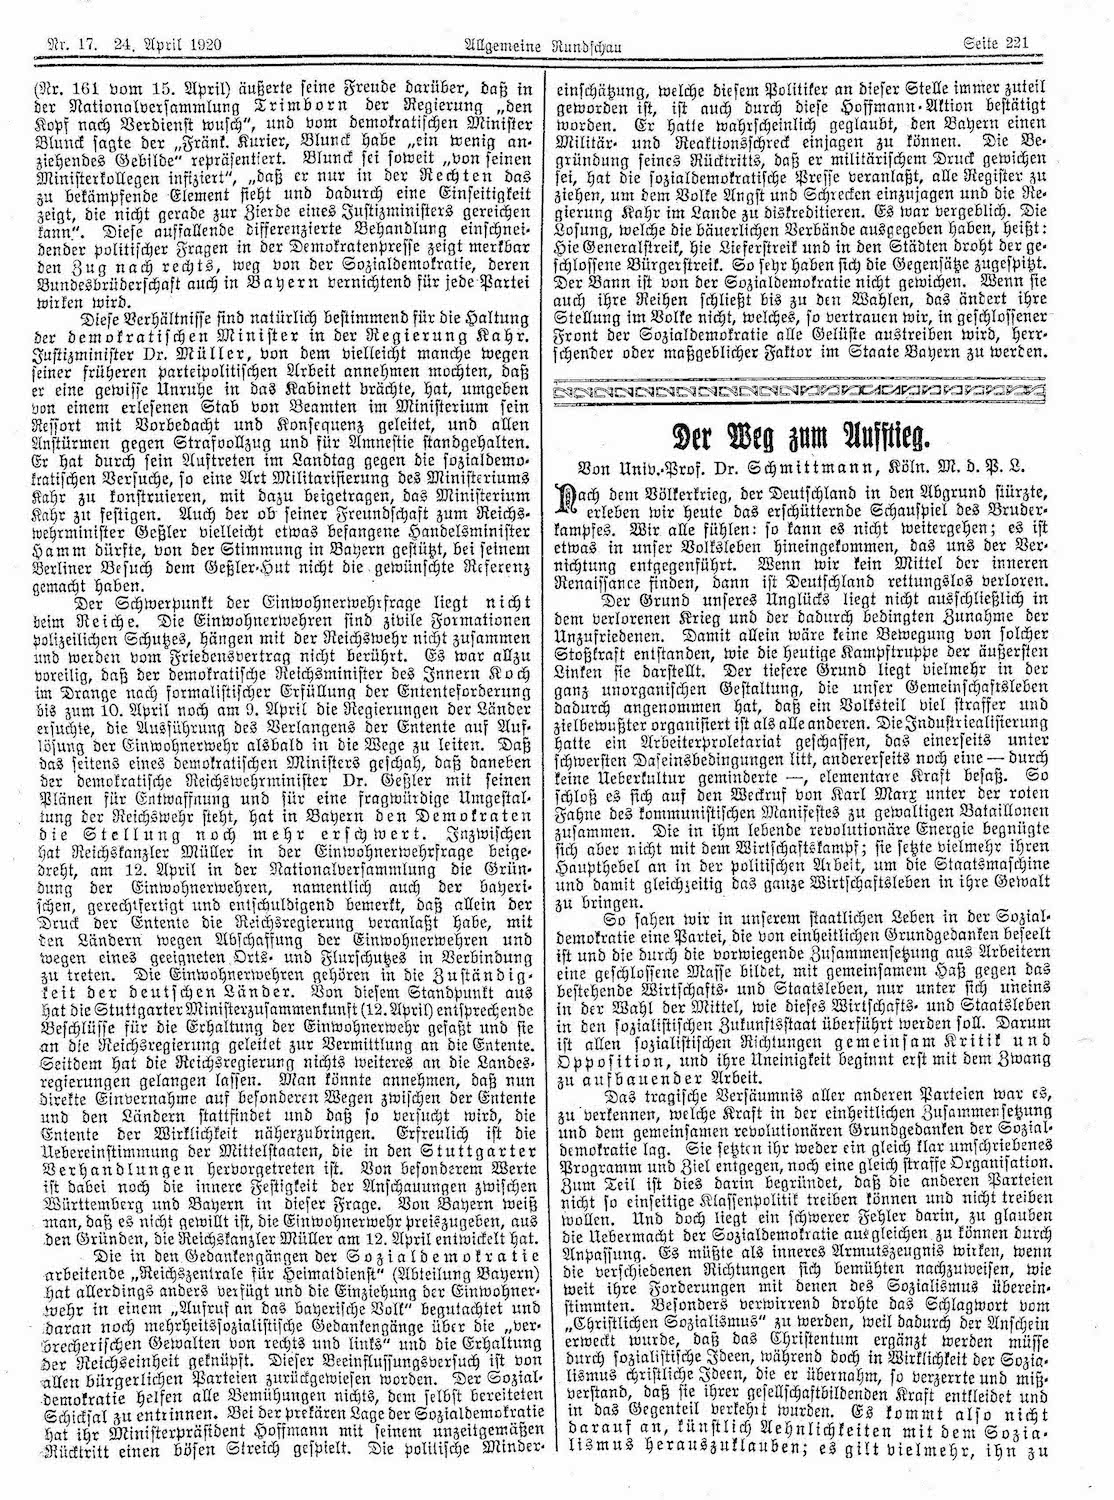 Nr. 17. 24. April 1920
Allgemeine Rundschau
Seite 221
(Nr. 161 vom 15. April) äußerte seine Freude darüber, daß in
der Nationalversammlung Trimborn der Regierung „den
Kopf nach Verdienst wusch“, und vom demokratischen Minister
Blunck sagte der „Fränk. Kurier, Blunck habe „ein wenig an-
ziehendes Gebilde“ repräsentiert. Blunck sei soweit „von seinen
Ministerkollegen infiziert“, „daß er nur in der Rechten das
zu bekämpfende Element sieht und dadurch eine Einseitigkeit
zeigt, die nicht gerade zur Zierde eines Justizministers gereichen
kann“. Diese auffallende differenzierte Behandlung einschnei-
dender politischer Fragen in der Demokratenpresse zeigt merkbar
den Zug nach rechts, weg von der Sozialdemokratie, deren
Bundesbrüderschaft auch in Bayern vernichtend für jede Partei
wirken wird.
Diese Verhältnisse sind natürlich bestimmend für die Haltung
der demokratischen Minister in der Regierung Kahr.
Justizminister Dr. Müller, von dem vielleicht manche wegen
seiner früheren parteipolitischen Arbeit annehmen mochten, daß
er eine gewisse Unruhe in das Kabinett brächte, hat, umgeben
von einem erlesenen Stab von Beamten im Ministerium sein
Ressort mit Vorbedacht und Konsequenz geleitet, und allen
Anstürmen gegen Strafvollzug und für Amnestie standgehalten.
Er hat durch sein Auftreten im Landtag gegen die sozialdemo-
kratischen Versuche, so eine Art Militarisierung des Ministeriums
Kahr zu konstruieren, mit dazu beigetragen, das Ministerium
Kahr zu festigen. Auch der ob seiner Freundschaft zum Reichs-
wehrminister Geßler vielleicht etwas befangene Handelsminister
Hamm dürfte, von der Stimmung in Bayern gestützt, bei seinem
Berliner Besuch dem Geßler-Hut nicht die gewünschte Referenz
gemacht haben.
Der Schwerpunkt der Einwohnerwehrfrage liegt nicht
beim Reiche. Die Einwohnerwehren sind zivile Formationen
polizeilichen Schutzes, hängen mit der Reichswehr nicht zusammen
und werden vom Friedensvertrag nicht berührt. Es war allzu
voreilig, daß der demokratische Reichsminister des Innern Koch
im Drange nach formalistischer Erfüllung der Ententeforderung
bis zum 10. April noch am 9. April die Regierungen der Länder
ersuchte, die Ausführung des Verlangens der Entente auf Auf-
lösung der Einwohnerwehr alsbald in die Wege zu leiten. Daß
das seitens eines demokratischen Ministers geschah, daß daneben
der demokratische Reichswehrminister Dr. Geßler mit seinen
Plänen für Entwaffnung und für eine fragwürdige Umgestal-
tung der Reichswehr steht, hat in Bayern den Demokraten
die Stellung noch mehr erschwert. Inzwischen
hat Reichskanzler Müller in der Einwohnerwehrfrage beige-
dreht, am 12. April in der Nationalversammlung die Grün-
dung der Einwohnerwehren, namentlich auch der bayeri-
schen, gerechtfertigt und entschuldigend bemerkt, daß allein der
Druck der Entente die Reichsregierung veranlaßt habe, mit
den Ländern wegen Abschaffung der Einwohnerwehren und
wegen eines geeigneten Orts- und Flurschutzes in Verbindung
zu treten. Die Einwohnerwehren gehören in die Zuständig-
keit der deutschen Länder. Von diesem Standpunkt aus
hat die Stuttgarter Ministerzusammenkunft (12. April) entsprechende
Beschlüsse für die Erhaltung der Einwohnerwehr gefaßt und sie
an die Reichsregierung geleitet zur Vermittlung an die Entente.
Seitdem hat die Reichsregierung nichts weiteres an die Landes-
regierungen gelangen lassen. Man könnte annehmen, daß nun
direkte Einvernahme auf besonderen Wegen zwischen der Entente
und den Ländern stattfindet und daß so versucht wird, die
Entente der Wirklichkeit näherzubringen. Erfreulich ist die
Uebereinstimmung der Mittelstaaten, die in den Stuttgarter
Verhandlungen hervorgetreten ist. Von besonderem Werte
ist dabei noch die innere Festigkeit der Anschauungen zwischen
Württemberg und Bayern in dieser Frage. Von Bayern weiß
man, daß es nicht gewillt ist, die Einwohnerwehr preiszugeben, aus
den Gründen, die Reichskanzler Müller am 12. April entwickelt hat.
Die in den Gedankengängen der Sozialdemokratie
arbeitende „Reichszentrale für Heimatdienst“ (Abteilung Bayern)
hat allerdings anders verfügt und die Einziehung der Einwohner-
wehr in einem „Aufruf an das bayerische Volk“ begutachtet und
daran noch mehrheitssozialistische Gedankengänge über die „ver-
brecherischen Gewalten von rechts und links“ und die Erhaltung
der Reichseinheit geknüpft. Dieser Beeinflussungsversuch ist von
allen bürgerlichen Parteien zurückgewiesen worden. Der Sozial-
demokratie helfen alle Bemühungen nichts, dem selbst bereiteten
Schicksal zu entrinnen. Bei der prekären Lage der Sozialdemokratie
hat ihr Ministerpräsident Hoffmann mit seinem unzeitgemäßen
Rücktritt einen bösen Streich gespielt. Die politische Minder-
einschätzung, welche diesem Politiker an dieser Stelle immer zuteil
geworden ist, ist auch durch diese Hoffmann-Aktion bestätigt
worden. Er hatte wahrscheinlich geglaubt, den Bayern einen
Militär- und Reaktionsschreck einjagen zu können. Die Be-
gründung seines Rücktritts, daß er militärischem Druck gewichen
sei, hat die sozialdemokratische Presse veranlaßt, alle Register zu
ziehen, um dem Volke Angst und Schrecken einzujagen und die Re-
gierung Kahr im Lande zu diskreditieren. Es war vergeblich. Die
Losung, welche die bäuerlichen Verbände ausgegeben haben, heißt:
Hie Generalstreik, hie Lieferstreik und in den Städten droht der ge-
schlossene Bürgerstreik. So sehr haben sich die Gegensätze zugespitzt.
Der Bann ist von der Sozialdemokratie nicht gewichen. Wenn sie
auch ihre Reihen schließt bis zu den Wahlen, das ändert ihre
Stellung im Volke nicht, welches, so vertrauen wir, in geschlossener
Front der Sozialdemokratie alle Gelüste austreiben wird, herr-
schender oder maßgeblicher Faktor im Staate Bayern zu werden.
Der Weg zum Aufstieg.
Von Univ.-Prof. Dr. Schmittmann, Köln. M. d. P. L.
Nach dem Völkerkrieg, der Deutschland in den Abgrund stürzte,
erleben wir heute das erschütternde Schauspiel des Bruder-
kampfes. Wir alle fühlen: so kann es nicht weitergehen; es ist
etwas in unser Volksleben hineingekommen, das uns der Ver-
nichtung entgegenführt. Wenn wir kein Mittel der inneren
Renaissance finden, dann ist Deutschland rettungslos verloren.
Der Grund unseres Unglücks liegt nicht ausschließlich in
dem verlorenen Krieg und der dadurch bedingten Zunahme der
Unzufriedenen. Damit allein wäre keine Bewegung von solcher
Stoßkraft entstanden, wie die heutige Kampftruppe der äußersten
Linken sie darstellt. Der tiefere Grund liegt vielmehr in der
ganz unorganischen Gestaltung, die unser Gemeinschaftsleben
dadurch angenommen hat, daß ein Volksteil viel straffer und
zielbewußter organisiert ist als alle anderen. Die Industriealisierung
hatte ein Arbeiterproletariat geschaffen, das einerseits unter
schwersten Daseinsbedingungen litt, andererseits noch eine — durch
keine Ueberkultur geminderte —, elementare Kraft besaß. So
schloß es sich auf den Weckruf von Karl Marx unter der roten
Fahne des kommunistischen Manifestes zu gewaltigen Bataillonen
zusammen. Die in ihm lebende revolutionäre Energie begnügte
sich aber nicht mit dem Wirtschaftskampf; sie setzte vielmehr ihren
Haupthebel an in der politischen Arbeit, um die Staatsmaschine
und damit gleichzeitig das ganze Wirtschaftsleben in ihre Gewalt
zu bringen.
So sahen wir in unserem staatlichen Leben in der Sozial-
demokratie eine Partei, die von einheitlichen Grundgedanken beseelt
ist und die durch die vorwiegende Zusammensetzung aus Arbeitern
eine geschlossene Masse bildet, mit gemeinsamem Haß gegen das
bestehende Wirtschafts- und Staatsleben, nur unter sich uneins
in der Wahl der Mittel, wie dieses Wirtschafts- und Staatsleben
in den sozialistischen Zukunftsstaat überführt werden soll. Darum
ist allen sozialistischen Richtungen gemeinsam Kritik und
Opposition, und ihre Uneinigkeit beginnt erst mit dem Zwang
zu aufbauender Arbeit.
Das tragische Versäumnis aller anderen Parteien war es,
zu verkennen, welche Kraft in der einheitlichen Zusammensetzung
und dem gemeinsamen revolutionären Grundgedanken der Sozial-
demokratie lag. Sie setzten ihr weder ein gleich klar umschriebenes
Programm und Ziel entgegen, noch eine gleich straffe Organisation.
Zum Teil ist dies darin begründet, daß die anderen Parteien
nicht so einseitige Klassenpolitik treiben können und nicht treiben
wollen. Und doch liegt ein schwerer Fehler darin, zu glauben
die Uebermacht der Sozialdemokratie ausgleichen zu können durch
Anpassung. Es müßte als inneres Armutszeugnis wirken, wenn
die verschiedenen Richtungen sich bemühten nachzuweisen, wie
weit ihre Forderungen mit denen des Sozialismus überein-
stimmten. Besonders verwirrend drohte das Schlagwort vom
„Christlichen Sozialismus“ zu werden, weil dadurch der Anschein
erweckt wurde, daß das Christentum ergänzt werden müsse
durch sozialistische Ideen, während doch in Wirklichkeit der Sozia-
lismus christliche Ideen, die er übernahm, so verzerrte und miß-
verstand, daß sie ihrer gesellschaftbildenden Kraft entkleidet und
in das Gegenteil verkehrt wurden. Es kommt also nicht
darauf an, künstlich Aehnlichkeiten mit dem Sozia-
lismus herauszuklauben; es gilt vielmehr, ihn zu